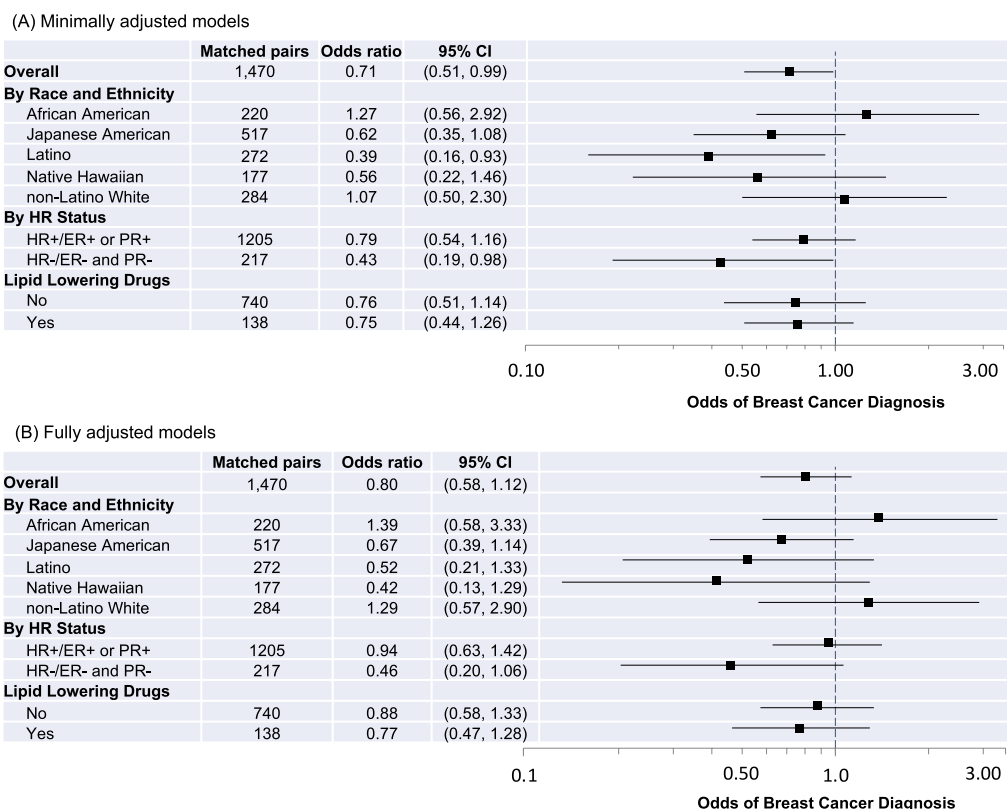 (A) Minimally adjusted models
Matched pairs Odds ratio 95% CI
Overall 1,470 0.71 (0.51, 0.99)
By Race and Ethnicity
African American 220 1.27 (0.56, 2.92)
Japanese American 517 0.62 (0.35, 1.08)
Latino 272 0.39 (0.16, 0.93)
Native Hawaiian 177 0.56 (0.22, 1.46)
non-Latino White 284 1.07 (0.50, 2.30)
By HR Status
HR+/ER+ or PR+ 1205 0.79 (0.54, 1.16)
HR-/ER- and PR- 217 0.43 (0.19, 0.98)
Lipid Lowering Drugs
No 740 0.76 (0.51, 1.14)
Yes 138 0.75 (0.44, 1.26)
0.10 0.50 1.00 3.00
Odds of Breast Cancer Diagnosis
(B) Fully adjusted models
Matched pairs Odds ratio 95% CI
Overall 1,470 0.80 (0.58, 1.12)
By Race and Ethnicity
African American 220 1.39 (0.58, 3.33)
Japanese American 517 0.67 (0.39, 1.14)
Latino 272 0.52 (0.21, 1.33)
Native Hawaiian 177 0.42 (0.13, 1.29)
non-Latino White 284 1.29 (0.57, 2.90)
By HR Status
HR+/ER+ or PR+ 1205 0.94 (0.63, 1.42)
HR-/ER- and PR- 217 0.46 (0.20, 1.06)
Lipid Lowering Drugs
No 740 0.88 (0.58, 1.33)
Yes 138 0.77 (0.47, 1.28)
0.1 0.50 1.0 3.00
Odds of Breast Cancer Diagnosis